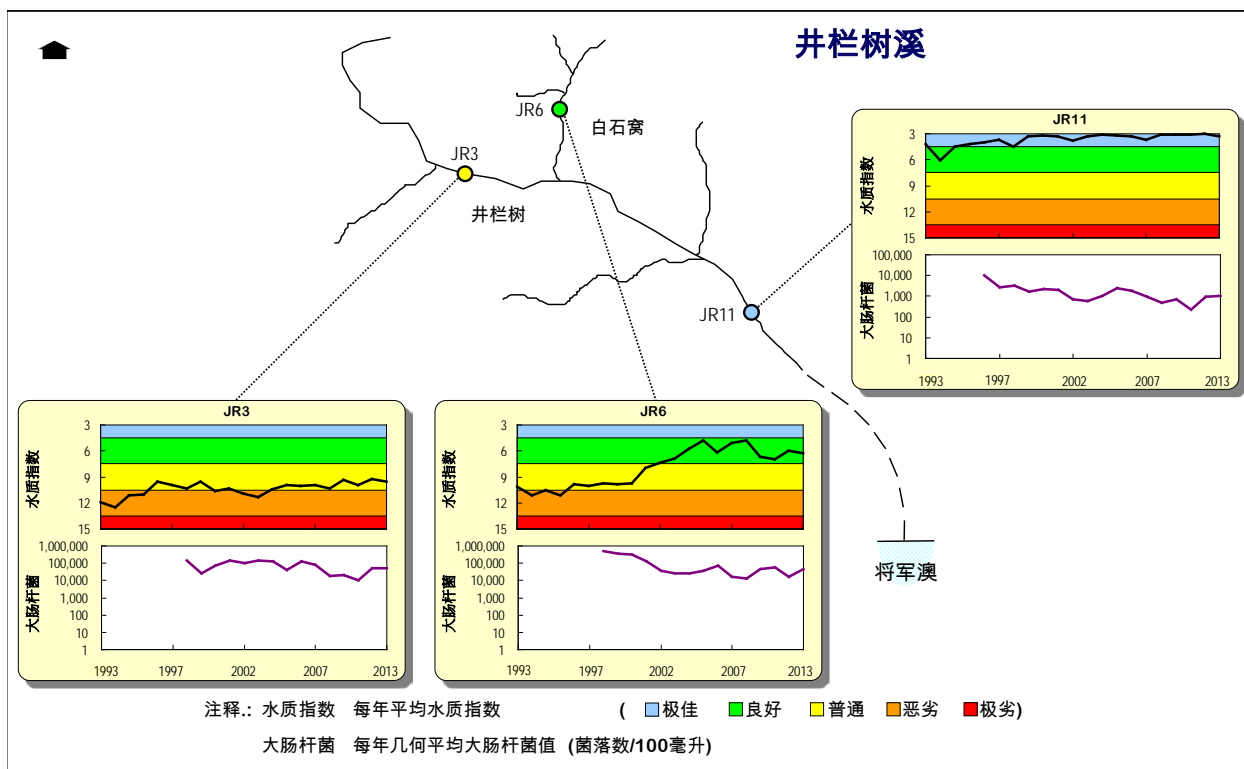 井栏树溪
JR6
白石窝
JR3
井栏树
JR11
将军澳
JR11
水质指数
3
6
9
12
15
大肠杆菌
100,000
10,000
1,000
100
10
1
1993 1997 2002 2007 2013
JR3
水质指数
3
6
9
12
15
大肠杆菌
1,000,000
100,000
10,000
1,000
100
10
1
1993 1997 2002 2007 2013
JR6
水质指数
3
6
9
12
15
大肠杆菌
1,000,000
100,000
10,000
1,000
100
10
1
1993 1997 2002 2007 2013
注释.: 水质指数 每年平均水质指数 ( 极佳 良好 普通 恶劣 极劣)
大肠杆菌 每年几何平均大肠杆菌值 (菌落数/100毫升)